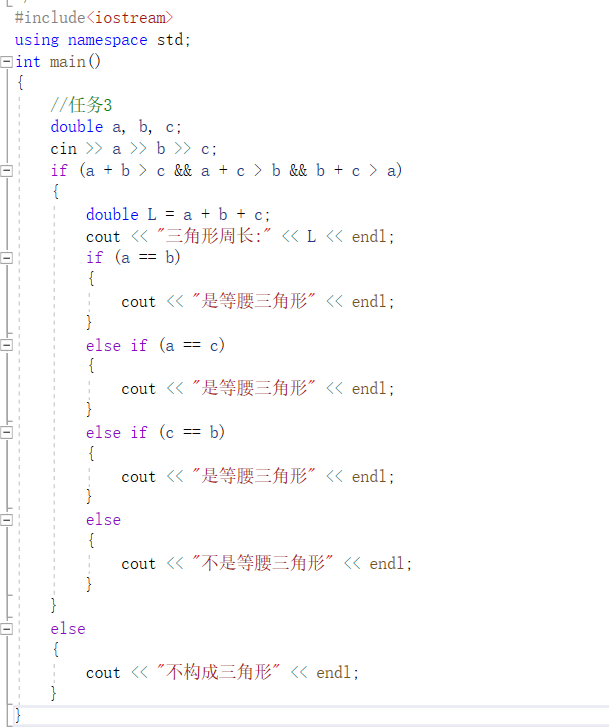 #include<iostream>
using namespace std;
int main()
{
//任务3
double a, b, c;
cin >> a >> b >> c;
if (a + b > c && a + c > b && b + c > a)
{
double L = a + b + c;
cout << "三角形周长:" << L << endl;
if (a == b)
{
cout << "是等腰三角形" << endl;
}
else if (a == c)
{
cout << "是等腰三角形" << endl;
}
else if (c == b)
{
cout << "是等腰三角形" << endl;
}
else
{
cout << "不是等腰三角形" << endl;
}
}
else
{
cout << "不构成三角形" << endl;
}
}